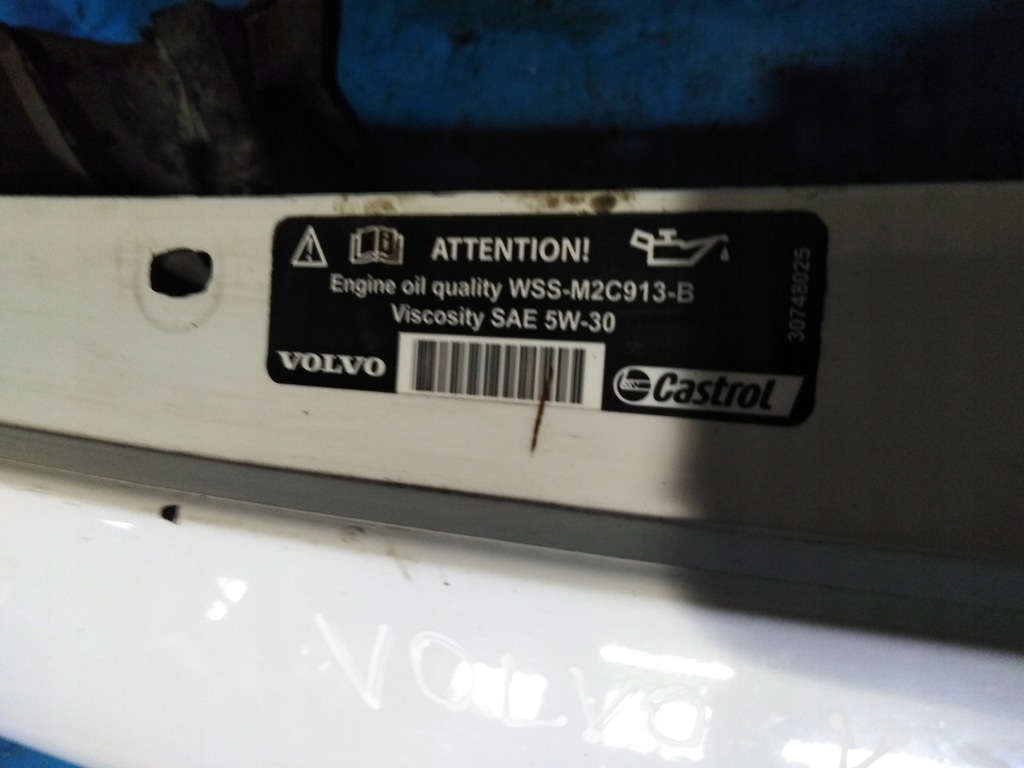 ATTENTION!
Engine oil quality WSS-M2C913-B
Viscosity SAE 5W-30
VOLVO
Castrol
30748025
VOLVO